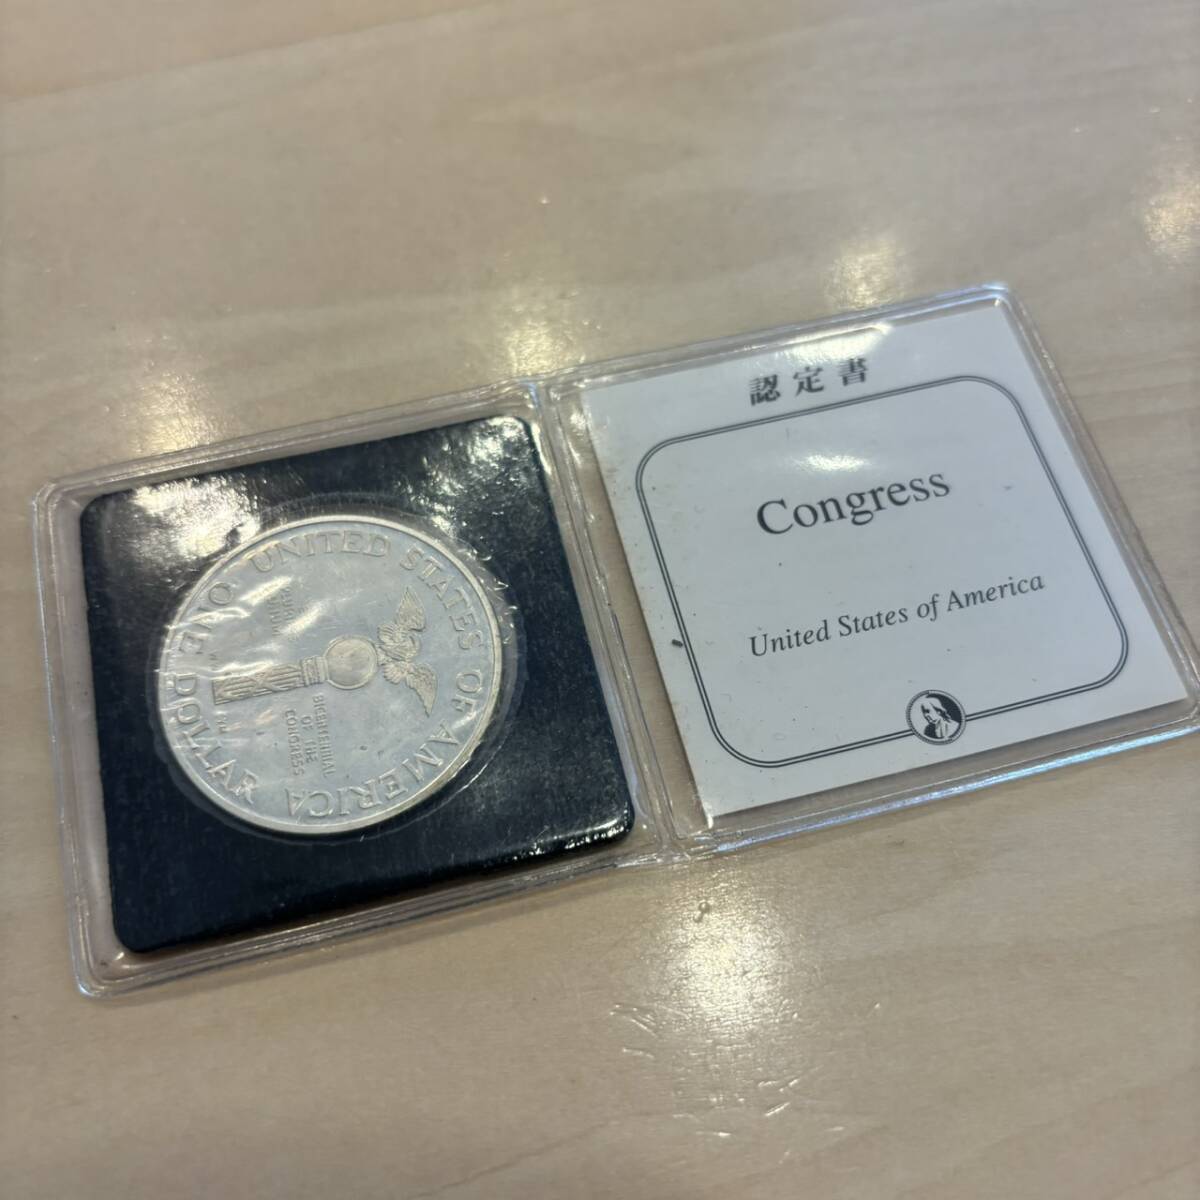 UNITED STATES OF AMERICA
ONE DOLLAR
BICENTENNIAL
OF THE
CONGRESS
認定書
Congress
United States of America